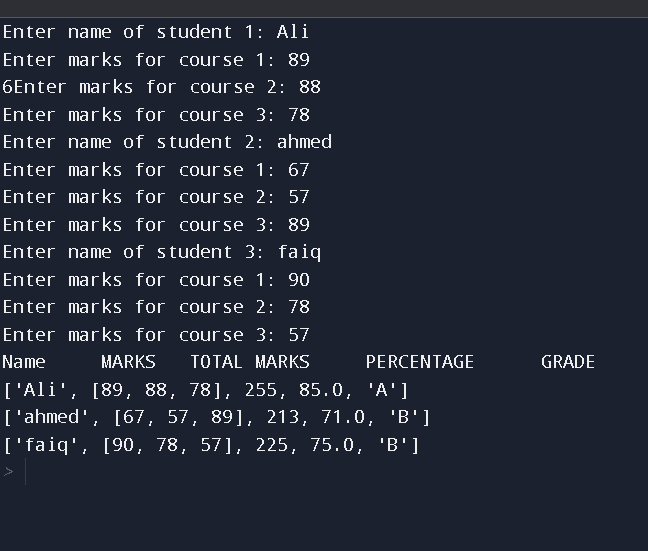 Enter name of student 1: Ali
Enter marks for course 1: 89
6Enter marks for course 2: 88
Enter marks for course 3: 78
Enter name of student 2: ahmed
Enter marks for course 1: 67
Enter marks for course 2: 57
Enter marks for course 3: 89
Enter name of student 3: faiq
Enter marks for course 1: 90
Enter marks for course 2: 78
Enter marks for course 3: 57
Name     MARKS   TOTAL MARKS     PERCENTAGE      GRADE
['Ali', [89, 88, 78], 255, 85.0, 'A']
['ahmed', [67, 57, 89], 213, 71.0, 'B']
['faiq', [90, 78, 57], 225, 75.0, 'B']
>